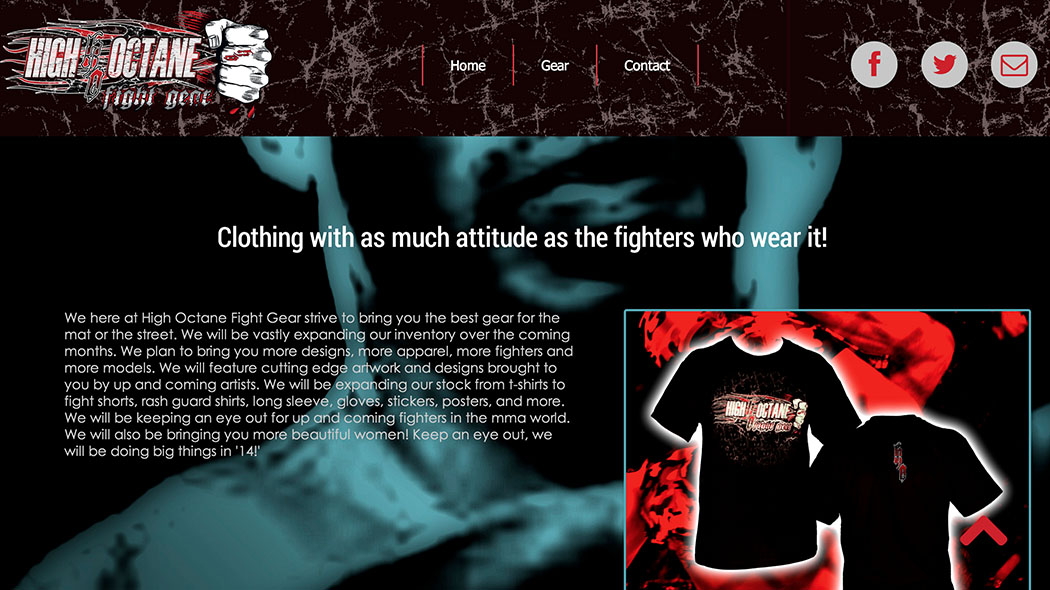 HIGH OCTANE
fight gear
Home
Gear
Contact
Clothing with as much attitude as the fighters who wear it!
We here at High Octane Fight Gear strive to bring you the best gear for the
mat or the street. We will be vastly expanding our inventory over the coming
months. We plan to bring you more designs, more apparel, more fighters and
more models. We will feature cutting edge artwork and designs brought to
you by up and coming artists. We will be expanding our stock from t-shirts to
fight shorts, rash guard shirts, long sleeve, gloves, stickers, posters, and more.
We will be keeping an eye out for up and coming fighters in the mma world.
We will also be bringing you more beautiful women! Keep an eye out, we
will be doing big things in '14!'
HIGH OCTANE
fight gear